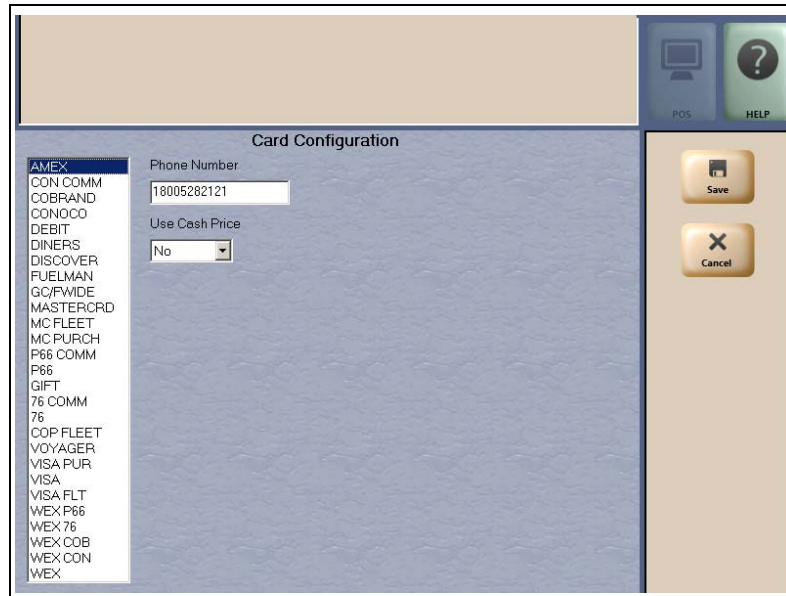 POS
HELP
Card Configuration
AMEX
CON COMM
COBRAND
CONOCO
DEBIT
DINERS
DISCOVER
FUELMAN
GC/FWIDE
MASTERCRD
MC FLEET
MC PURCH
P66 COMM
P66
GIFT
76 COMM
76
COP FLEET
VOYAGER
VISA PUR
VISA
VISA FLT
WEX P66
WEX 76
WEX COB
WEX CON
WEX
Phone Number
18005282121
Use Cash Price
No
Save
Cancel